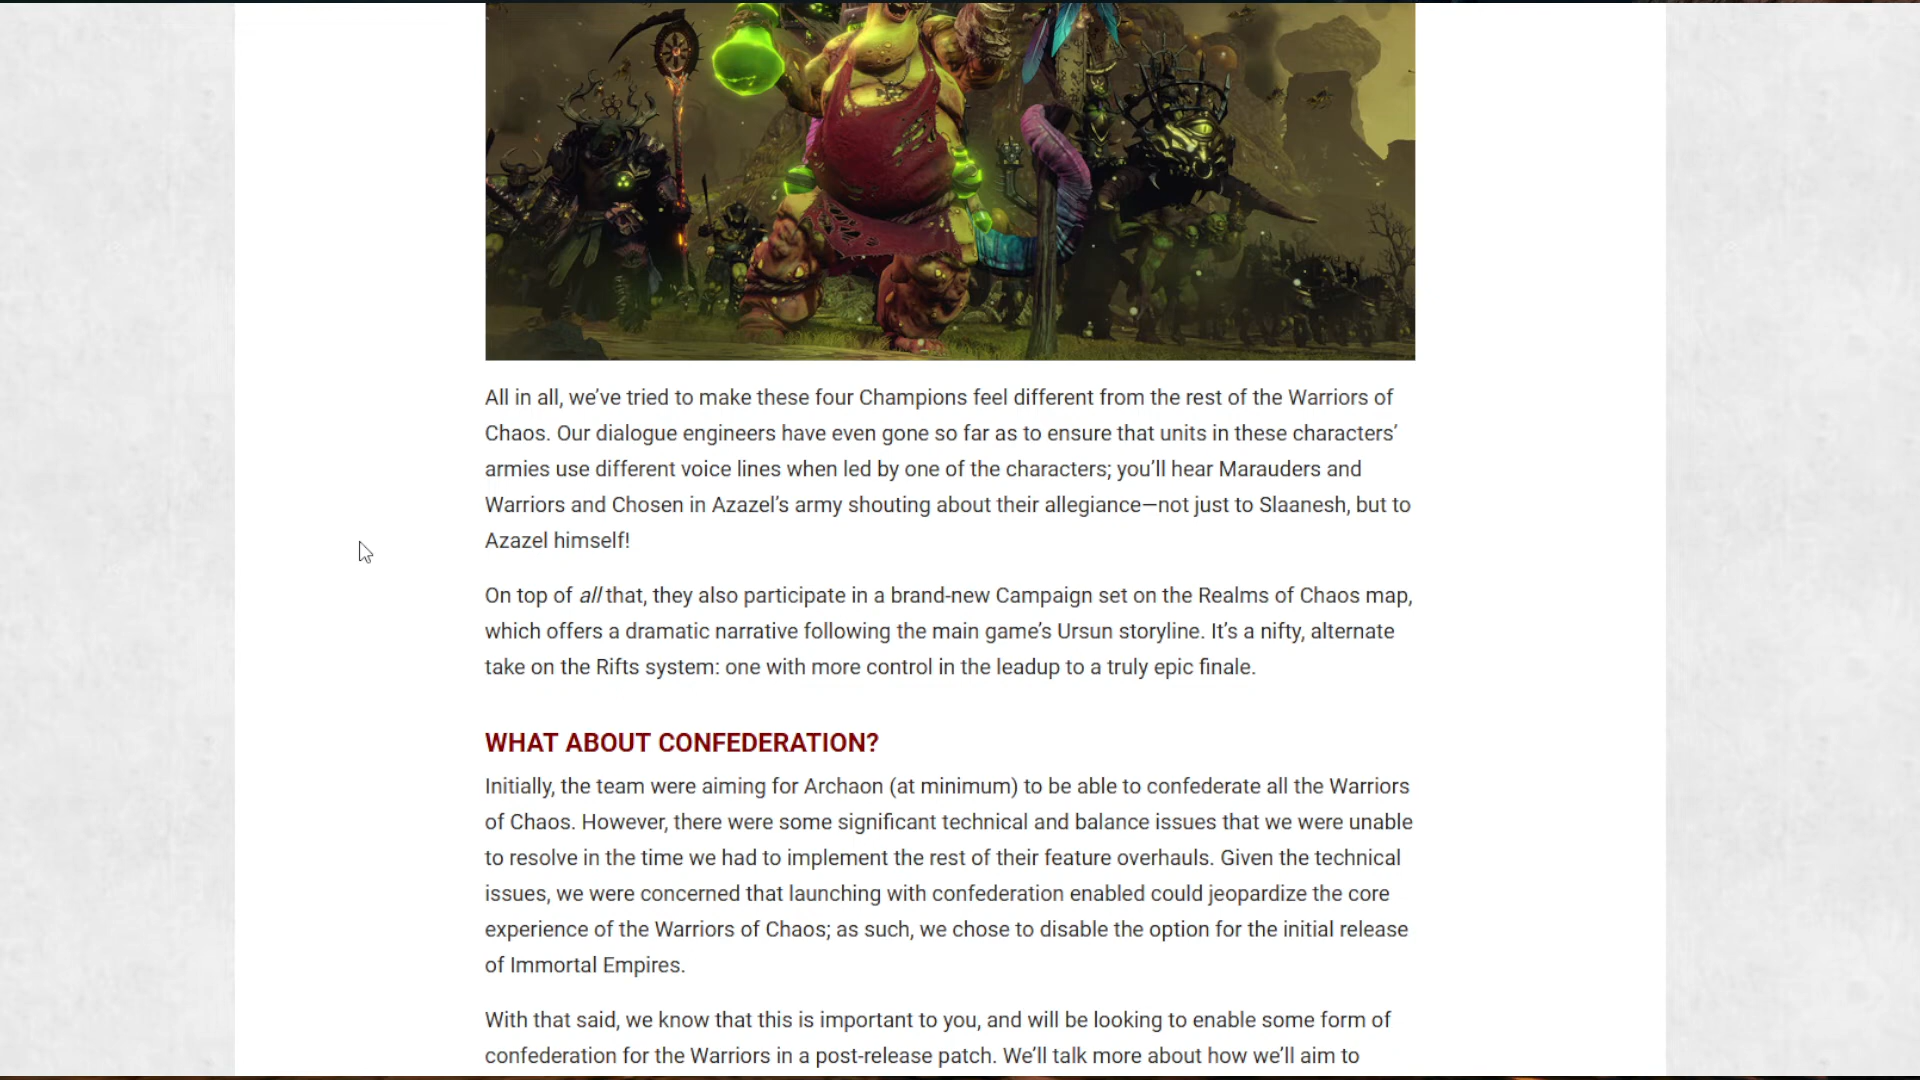 All in all, we’ve tried to make these four Champions feel different from the rest of the Warriors of
Chaos. Our dialogue engineers have even gone so far as to ensure that units in these characters’
armies use different voice lines when led by one of the characters; you’ll hear Marauders and
Warriors and Chosen in Azazel’s army shouting about their allegiance—not just to Slaanesh, but to
Azazel himself!
On top of all that, they also participate in a brand-new Campaign set on the Realms of Chaos map,
which offers a dramatic narrative following the main game’s Ursun storyline. It’s a nifty, alternate
take on the Rifts system: one with more control in the leadup to a truly epic finale.
WHAT ABOUT CONFEDERATION?
Initially, the team were aiming for Archaon (at minimum) to be able to confederate all the Warriors
of Chaos. However, there were some significant technical and balance issues that we were unable
to resolve in the time we had to implement the rest of their feature overhauls. Given the technical
issues, we were concerned that launching with confederation enabled could jeopardize the core
experience of the Warriors of Chaos; as such, we chose to disable the option for the initial release
of Immortal Empires.
With that said, we know that this is important to you, and will be looking to enable some form of
confederation for the Warriors in a post-release patch. We’ll talk more about how we’ll aim to